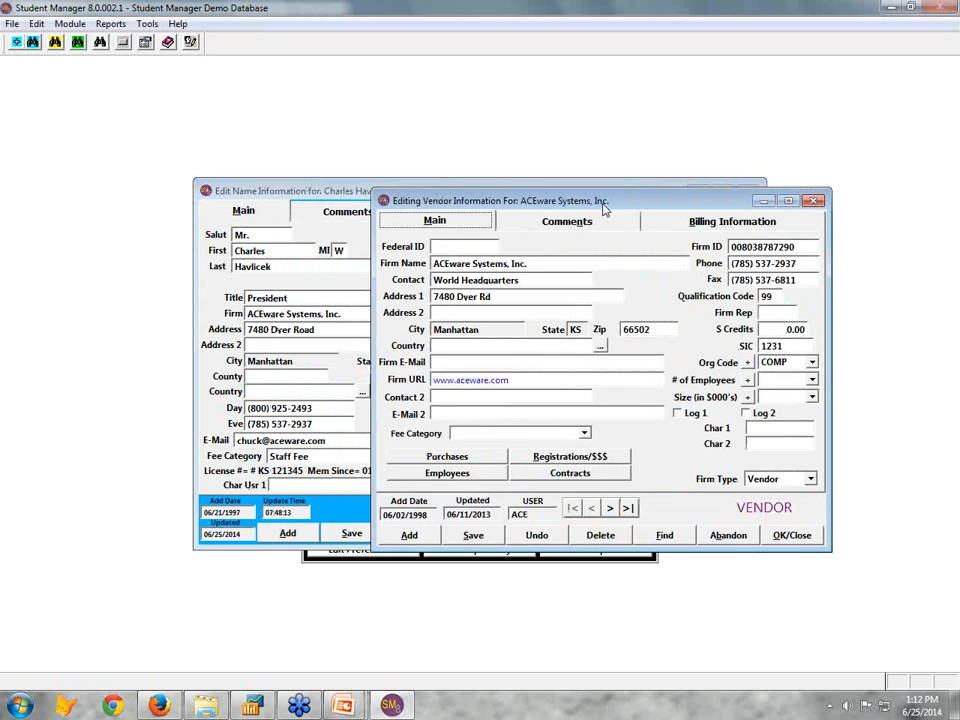 Student Manager 8.0.002.1 - Student Manager Demo Database
File Edit Module Reports Tools Help
Edit Name Information for: Charles Hav
Main Comments
Salut Mr.
First Charles MI W
Last Havlicek
Title President
Firm ACEware Systems, Inc.
Address 7480 Dyer Road
Address 2
City Manhattan Sta
County
Country ...
Day (800) 925-2493
Eve (785) 537-2937
E-Mail chuck@aceware.com
Fee Category Staff Fee
License #= # KS 121345 Mem Since= 01
Char Usr 1
Add Date Update Time
06/21/1997 07:48:13
Updated
06/25/2014 Add Save
Editing Vendor Information For: ACEware Systems, Inc.
Main Comments Billing Information
Federal ID Firm ID 008038787290
Firm Name ACEware Systems, Inc. Phone (785) 537-2937
Contact World Headquarters Fax (785) 537-6811
Address 1 7480 Dyer Rd Qualification Code 99
Address 2 Firm Rep
City Manhattan State KS Zip 66502 S Credits 0.00
Country ... SIC 1231
Firm E-Mail Org Code + COMP
Firm URL www.aceware.com # of Employees +
Contact 2 Size (in $000's) +
E-Mail 2 Log 1 Log 2
Char 1
Fee Category Char 2
Purchases Registrations/$$$
Employees Contracts Firm Type Vendor
Add Date Updated USER
06/02/1998 06/11/2013 ACE |< < > >| VENDOR
Add Save Undo Delete Find Abandon OK/Close
SM8
1:12 PM
6/25/2014